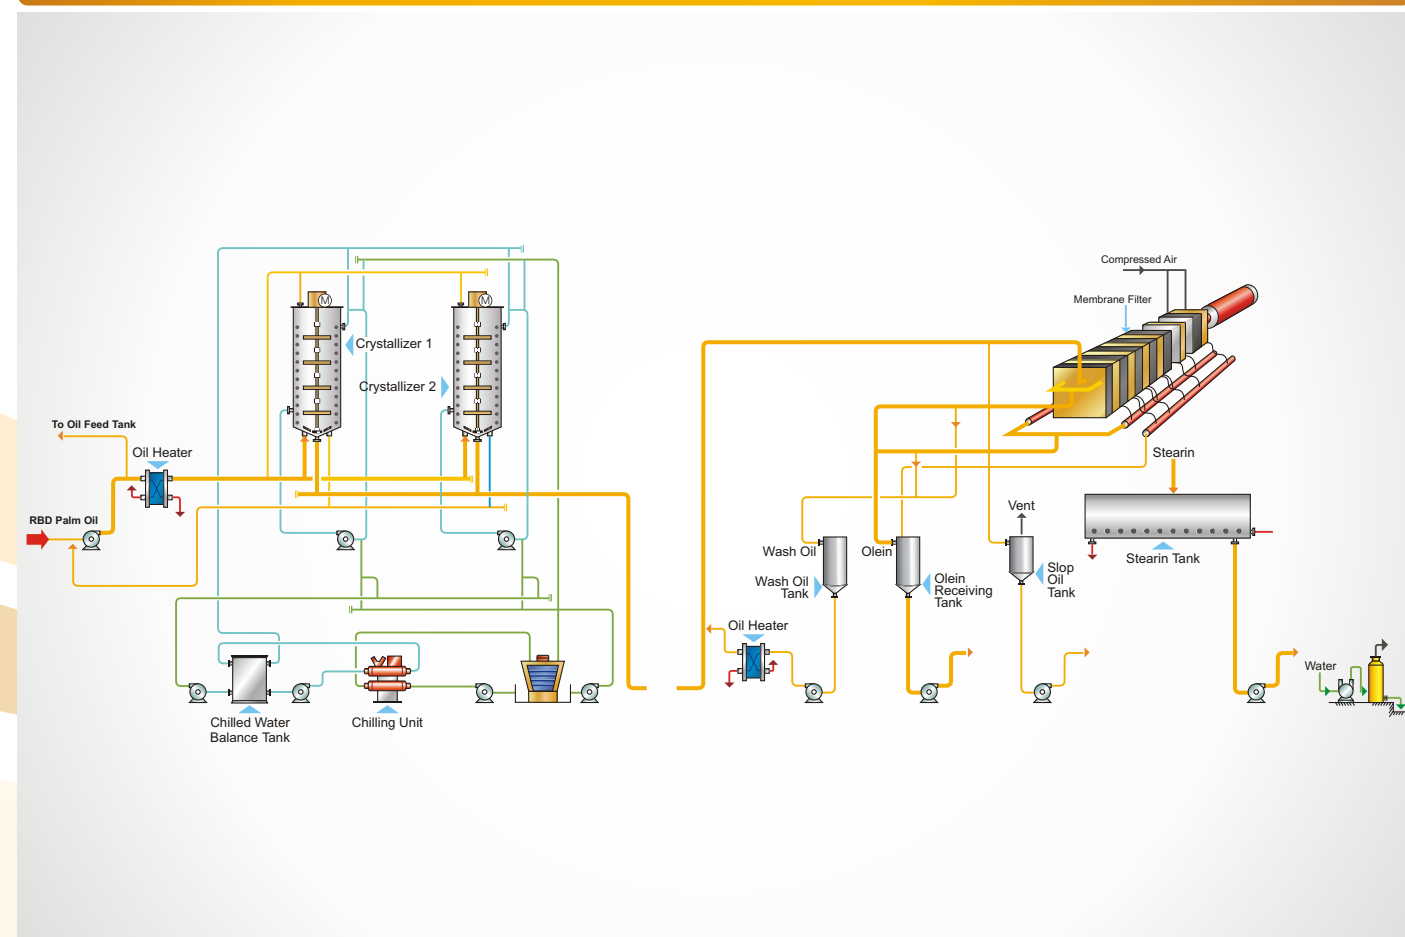 Compressed Air
Membrane Filter
M
M
Crystallizer 1
Crystallizer 2
To Oil Feed Tank
Oil Heater
RBD Palm Oil
Stearin
Vent
Wash Oil
Olein
Stearin Tank
Wash Oil
Tank
Olein
Receiving
Tank
Slop
Oil
Tank
Oil Heater
Water
Chilled Water
Balance Tank
Chilling Unit